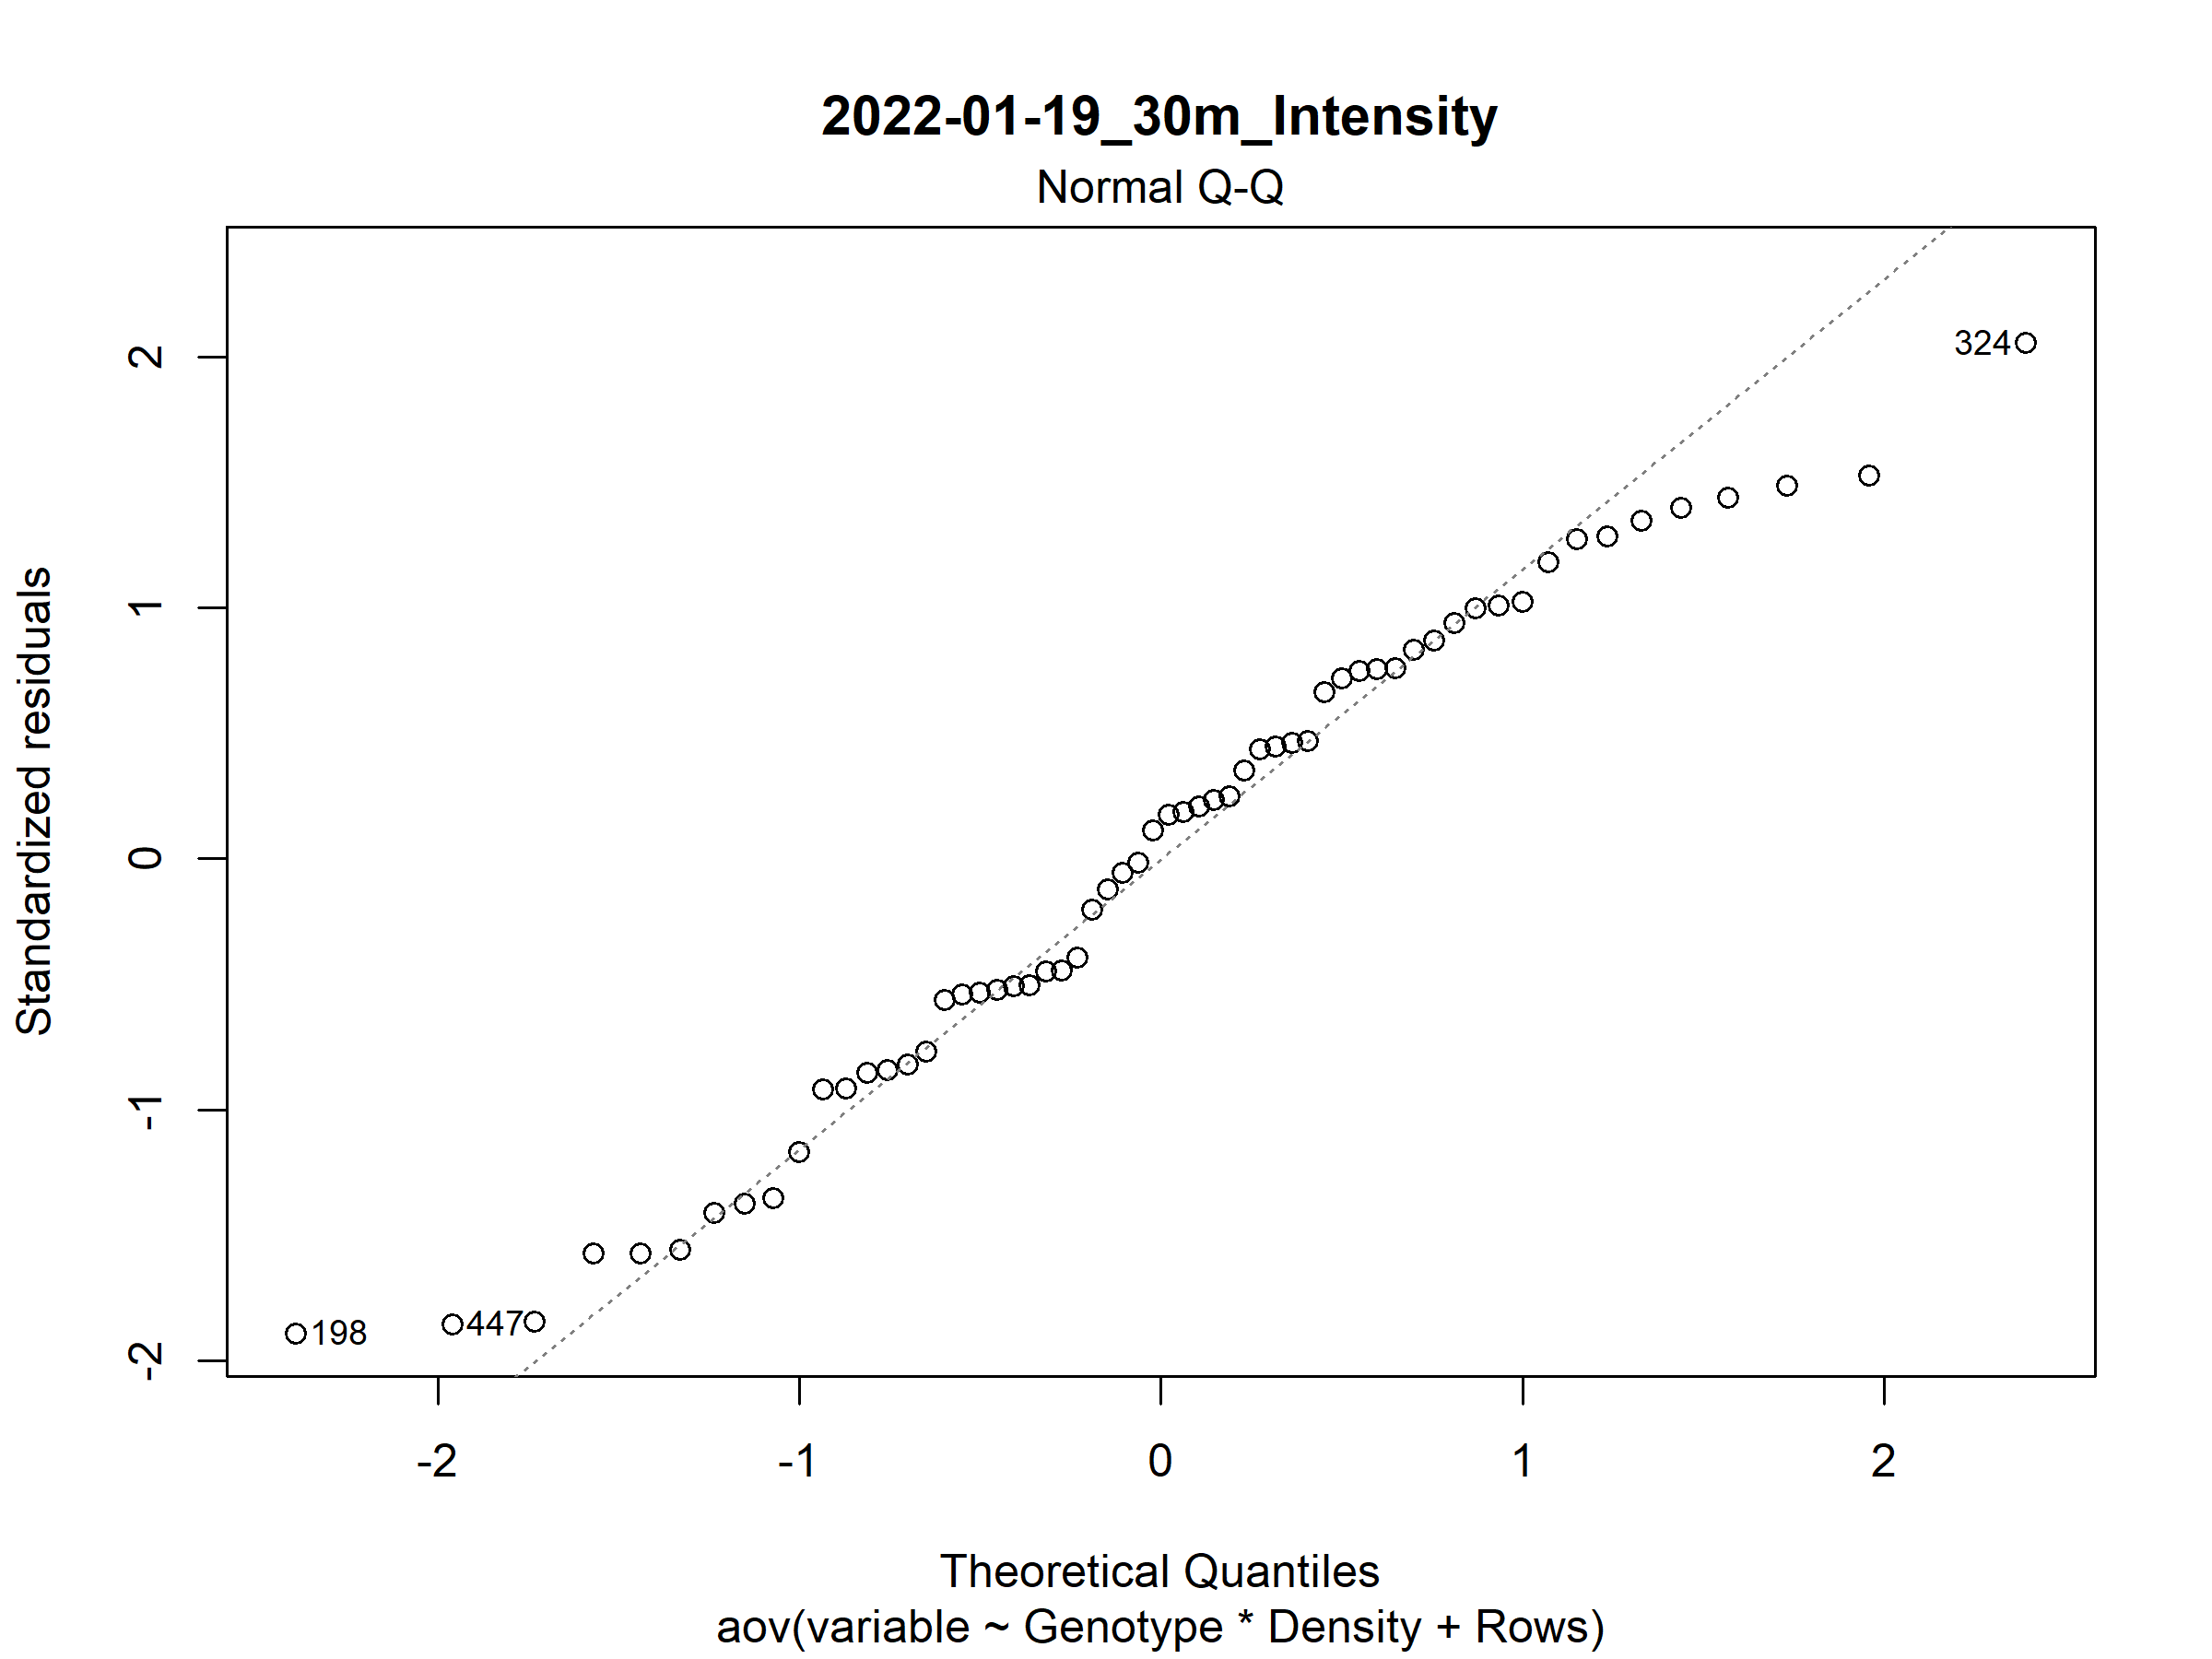 2022-01-19_30m_Intensity
Normal Q-Q
Standardized residuals
2
1
0
-1
-2
324
447
198
-2
-1
0
1
2
Theoretical Quantiles
aov(variable ~ Genotype * Density + Rows)